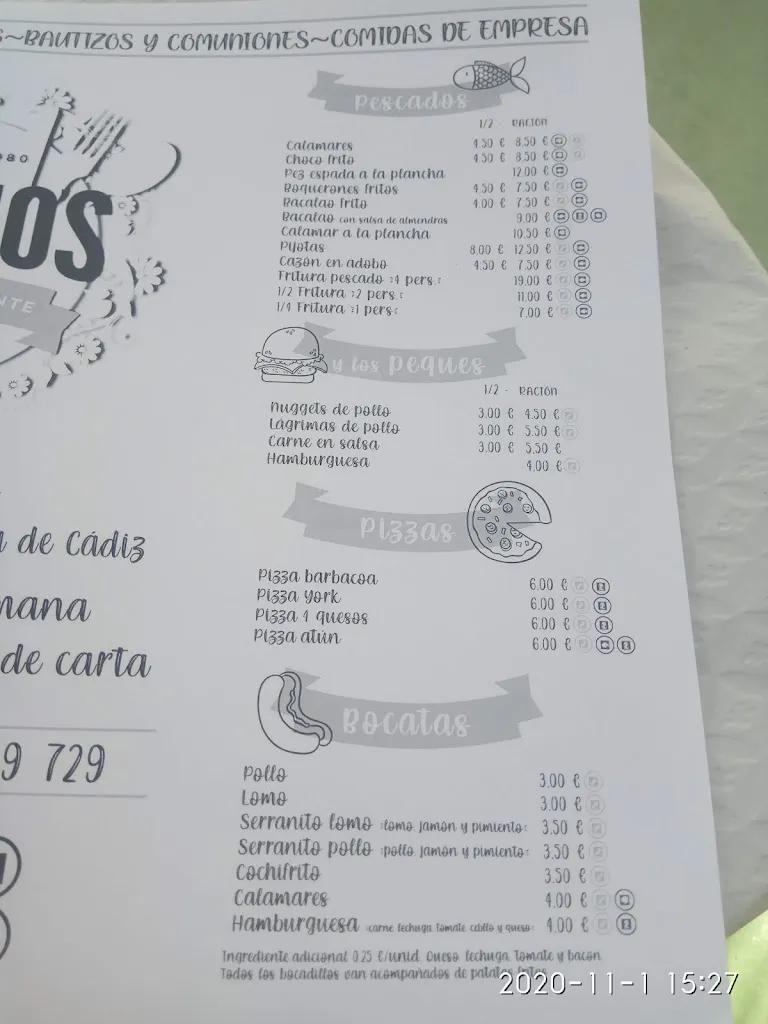 ~BAUTIZOS Y COMUNIONES~COMIDAS DE EMPRESA
Pescados
1/2 - RACIÓN
Calamares 4.50 € 8.50 €
Choco frito 4.50 € 8.50 €
Pez espada a la plancha 12.00 €
Boquerones fritos 4.50 € 7.50 €
Bacalao frito 4.00 € 7.50 €
Bacalao con salsa de almendras 9.00 €
Calamar a la plancha 10.50 €
Pijotas 8.00 € 12.50 €
Cazón en adobo 4.50 € 7.50 €
Fritura pescado :4 pers.: 19.00 €
1/2 Fritura :2 pers.: 11.00 €
1/4 Fritura :1 pers: 7.00 €
NTE
y los peques
1/2 - RACIÓN
Nuggets de pollo 3.00 € 4.50 €
Lágrimas de pollo 3.00 € 5.50 €
Carne en salsa 3.00 € 5.50 €
Hamburguesa 4.00 €
Pizzas
de Cádiz
mana
de carta
9 729
Pizza barbacoa 6.00 €
Pizza york 6.00 €
Pizza 4 quesos 6.00 €
Pizza atún 6.00 €
Bocatas
Pollo 3.00 €
Lomo 3.00 €
Serranito lomo :lomo jamon y pimiento: 3.50 €
Serranito pollo :pollo jamon y pimiento: 3.50 €
Cochifrito 3.50 €
Calamares 4.00 €
Hamburguesa :carne lechuga tomate cebllo y queso: 4.00 €
Ingrediente adicional 0.25 €/unid. Queso lechuga tomate y bacon
Todos los bocadillos van acompañados de patatas fritas
2020-11-1 15:27